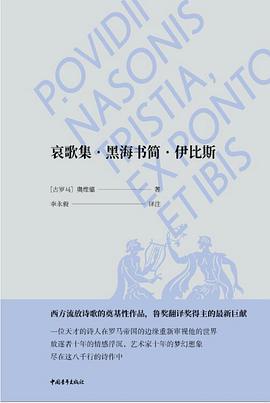 P.OVIDII
NASONIS
TRISTIA,
EX PONTO
ET IBIS
哀歌集·黑海书简·伊比斯
[古罗马] 奥维德 著
李永毅 译注
西方流放诗歌的奠基性作品，鲁奖翻译奖得主的最新巨献
一位天才的诗人在罗马帝国的边缘重新审视他的世界
放逐者十年的情感浮沉、艺术家十年的梦幻想象
尽在这八千行的诗作中
中国青年出版社